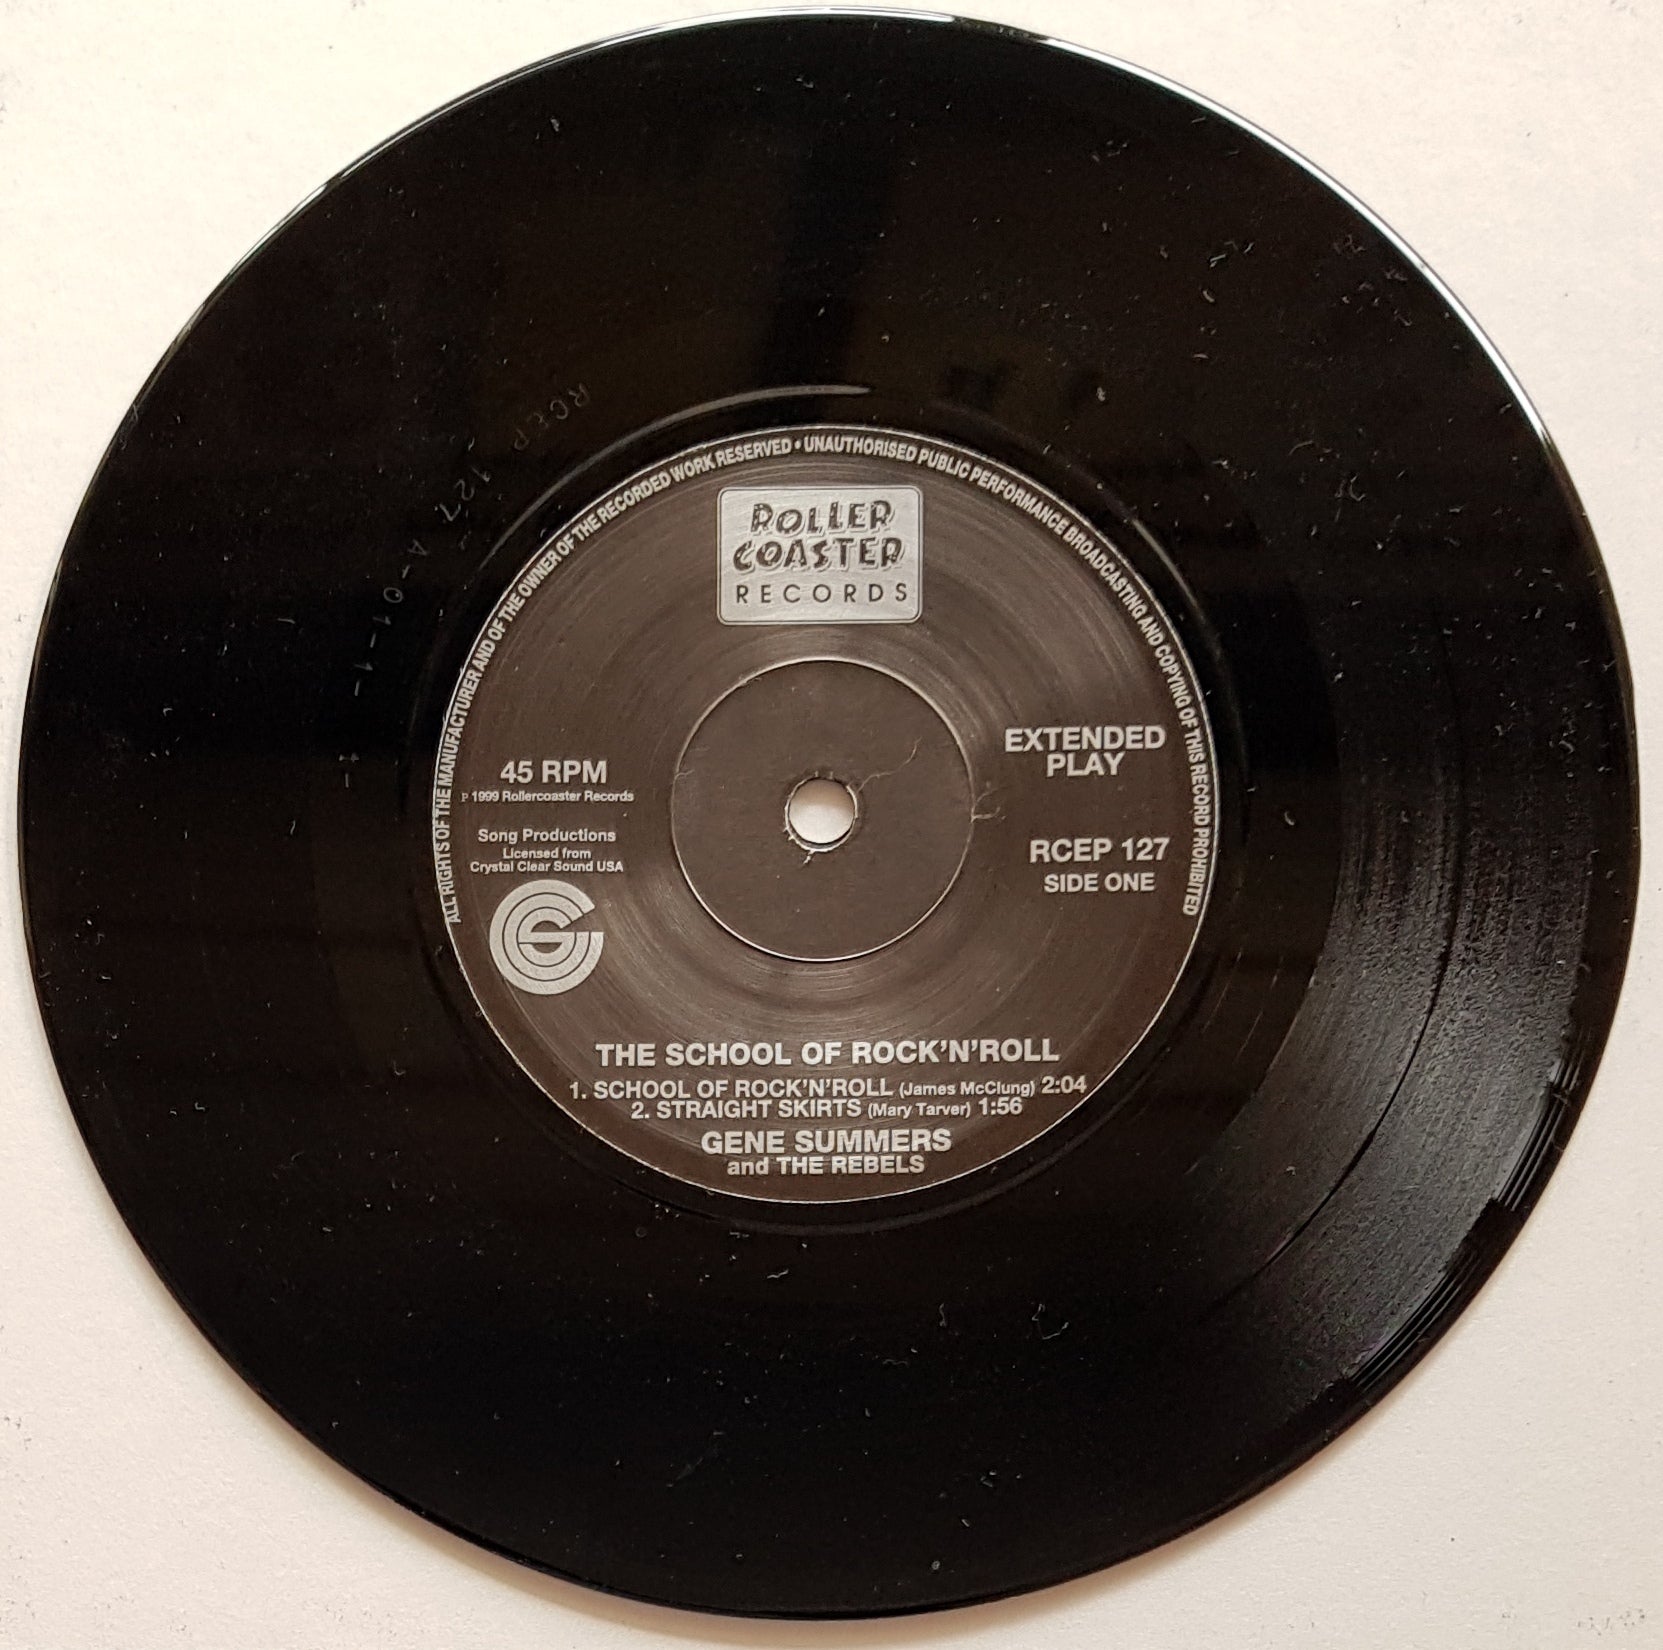 ALL RIGHTS OF THE MANUFACTURER AND OF THE OWNER OF THE RECORDED WORK RESERVED • UNAUTHORISED PUBLIC PERFORMANCE BROADCASTING AND COPYING OF THIS RECORD PROHIBITED
ROLLER
COASTER
RECORDS
45 RPM
P 1999 Rollercoaster Records
Song Productions
Licensed from
Crystal Clear Sound USA
EXTENDED
PLAY
RCEP 127
SIDE ONE
THE SCHOOL OF ROCK'N'ROLL
1. SCHOOL OF ROCK'N'ROLL (James McClung) 2:04
2. STRAIGHT SKIRTS (Mary Tarver) 1:56
GENE SUMMERS
and THE REBELS
RCEP 127 A-01-1-